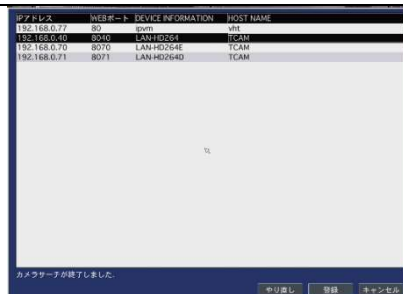 IPアドレス WEBポート DEVICE INFORMATION HOST NAME
192.168.0.77 80 ipvm vht
192.168.0.40 8040 LAN-HD264 TCAM
192.168.0.70 8070 LAN-HD264E TCAM
192.168.0.71 8071 LAN-HD264D TCAM
カメラサーチが終了しました.
やり直し 登録 キャンセル